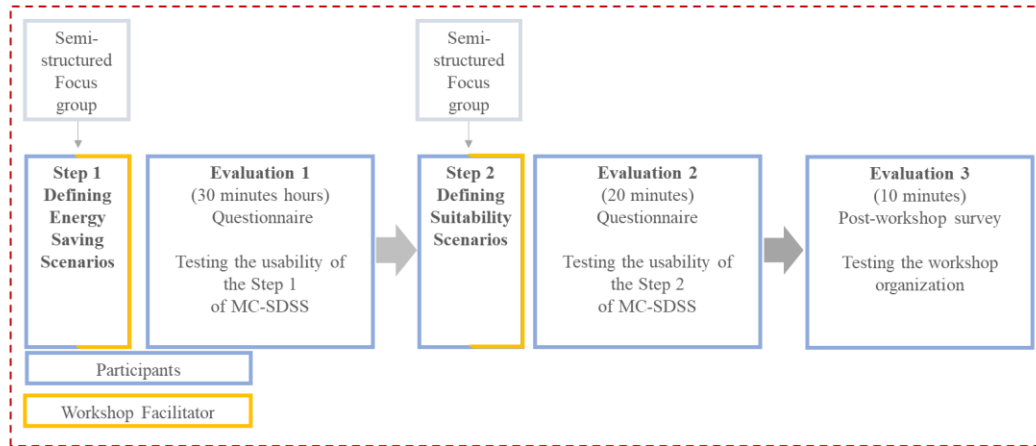 Semi-
structured
Focus
group
Semi-
structured
Focus
group
Step 1
Defining
Energy
Saving
Scenarios
Evaluation 1
(30 minutes hours)
Questionnaire
Testing the usability of
the Step 1
of MC-SDSS
Step 2
Defining
Suitability
Scenarios
Evaluation 2
(20 minutes)
Questionnaire
Testing the usability of
the Step 2
of MC-SDSS
Evaluation 3
(10 minutes)
Post-workshop survey
Testing the workshop
organization
Participants
Workshop Facilitator